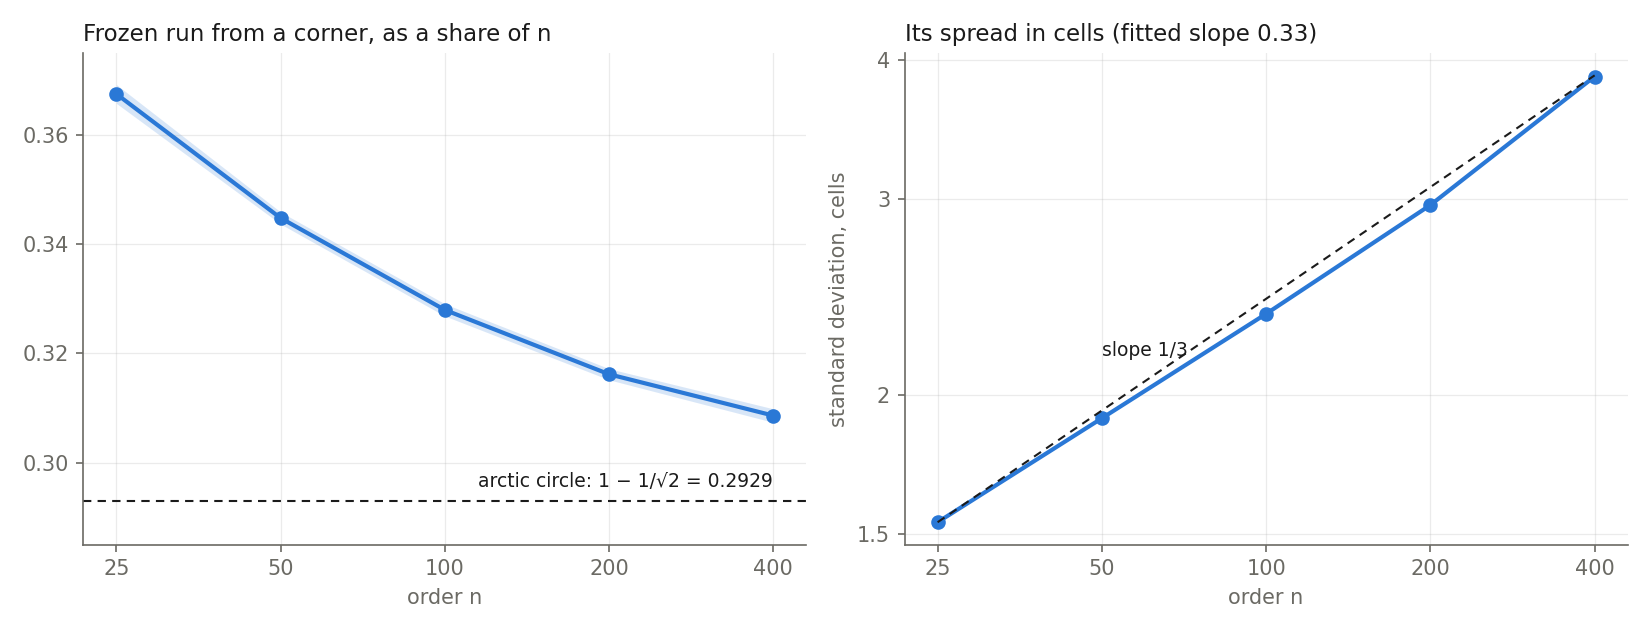 Frozen run from a corner, as a share of n
0.36
0.34
0.32
0.30
arctic circle: 1 − 1/√2 = 0.2929
25 50 100 200 400
order n
Its spread in cells (fitted slope 0.33)
standard deviation, cells
4
3
2
1.5
slope 1/3
25 50 100 200 400
order n